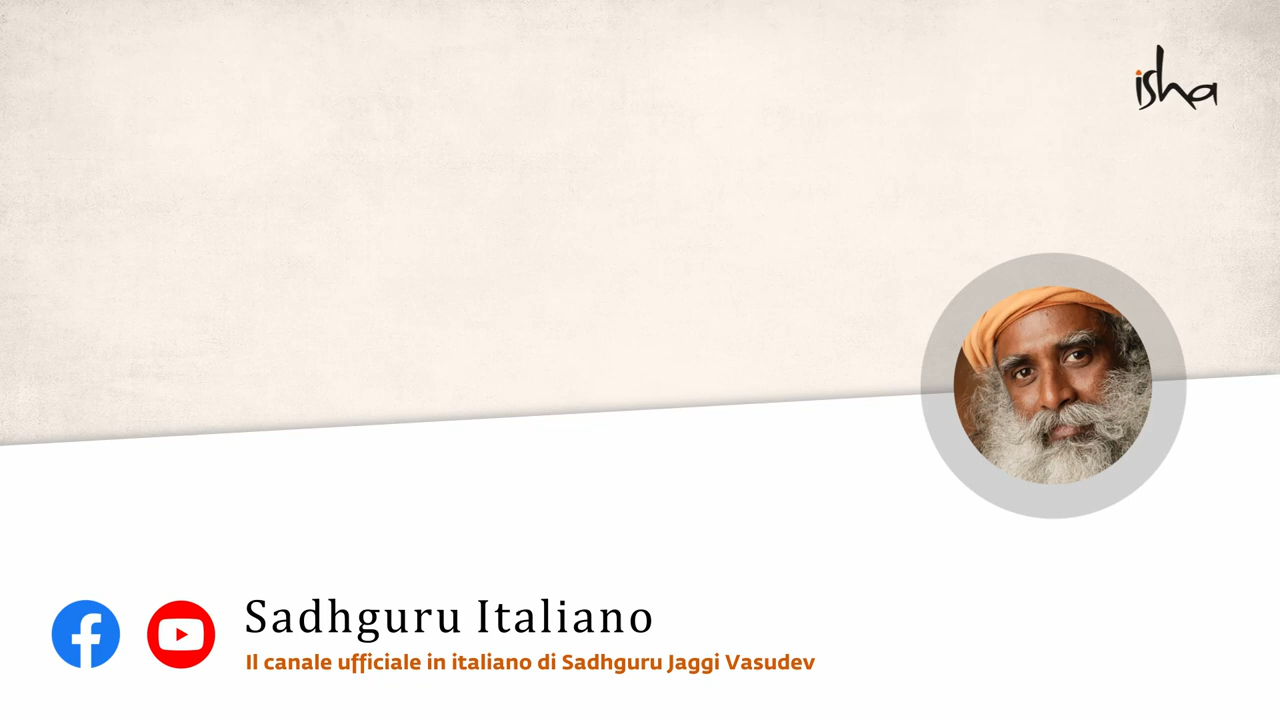 isha
Sadhguru Italiano
Il canale ufficiale in italiano di Sadhguru Jaggi Vasudev